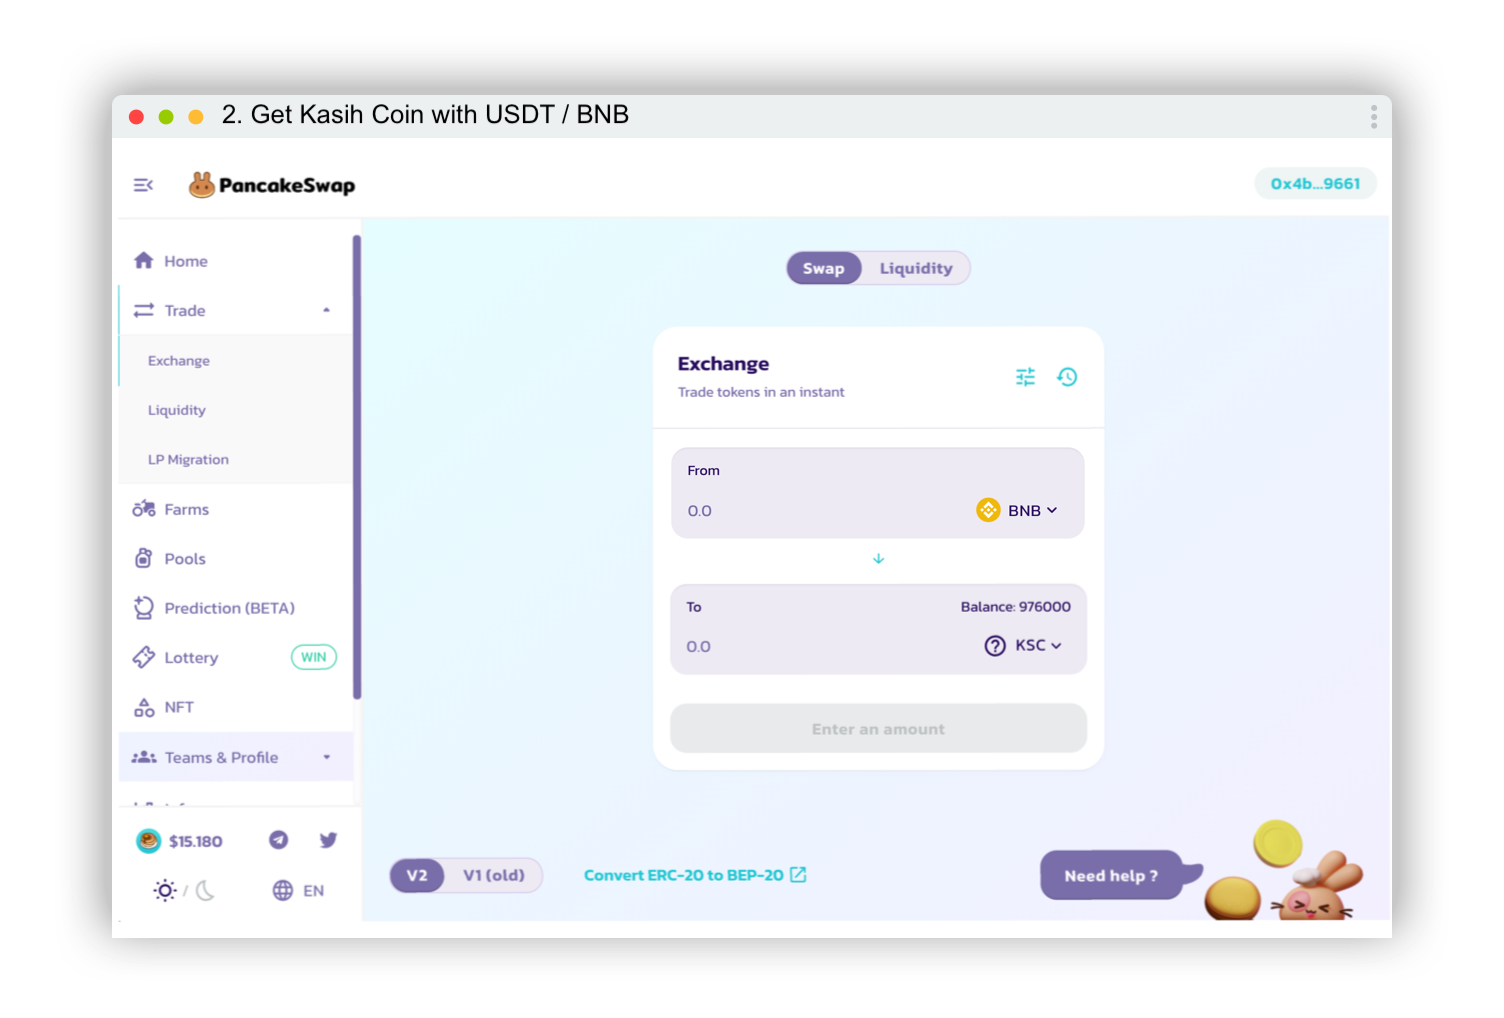 2. Get Kasih Coin with USDT / BNB
PancakeSwap
0x4b...9661
Home
Trade
Exchange
Liquidity
LP Migration
Farms
Pools
Prediction (BETA)
Lottery
WIN
NFT
Teams & Profile
$15.180
EN
Swap
Liquidity
Exchange
Trade tokens in an instant
From
0.0
BNB
To
Balance: 976000
0.0
KSC
Enter an amount
V2
V1 (old)
Convert ERC-20 to BEP-20
Need help ?